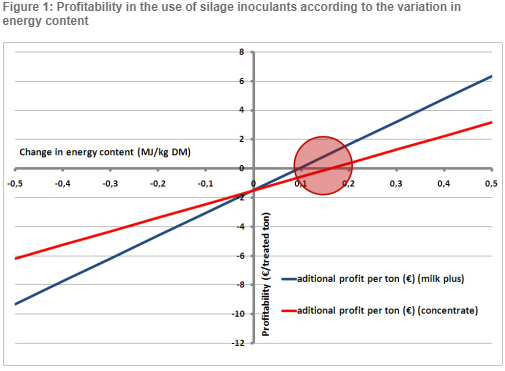 Figure 1: Profitability in the use of silage inoculants according to the variation in
energy content
8
6
4
2
Change in energy content (MJ/kg DM)
0
-0,5 -0,4 -0,3 -0,2 -0,1 0 0,1 0,2 0,3 0,4 0,5
-2
-4
-6
-8
-10
-12
Profitability (€/treated ton)
aditional profit per ton (€) (milk plus)
aditional profit per ton (€) (concentrate)